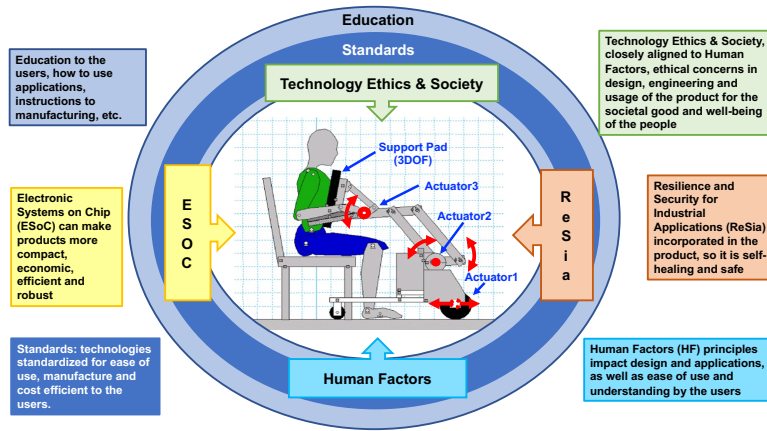 Education
Standards
Technology Ethics & Society
Education to the
users, how to use
applications,
instructions to
manufacturing, etc.
Technology Ethics & Society,
closely aligned to Human
Factors, ethical concerns in
design, engineering and
usage of the product for the
societal good and well-being
of the people
Support Pad
(3DOF)
Actuator3
Actuator2
Actuator1
E
S
O
C
R
e
S
i
a
Electronic
Systems on Chip
(ESoC) can make
products more
compact,
economic,
efficient and
robust
Resilience and
Security for
Industrial
Applications (ReSia)
incorporated in the
product, so it is self-
healing and safe
Standards: technologies
standardized for ease of
use, manufacture and
cost efficient to the
users.
Human Factors
Human Factors (HF) principles
impact design and applications,
as well as ease of use and
understanding by the users